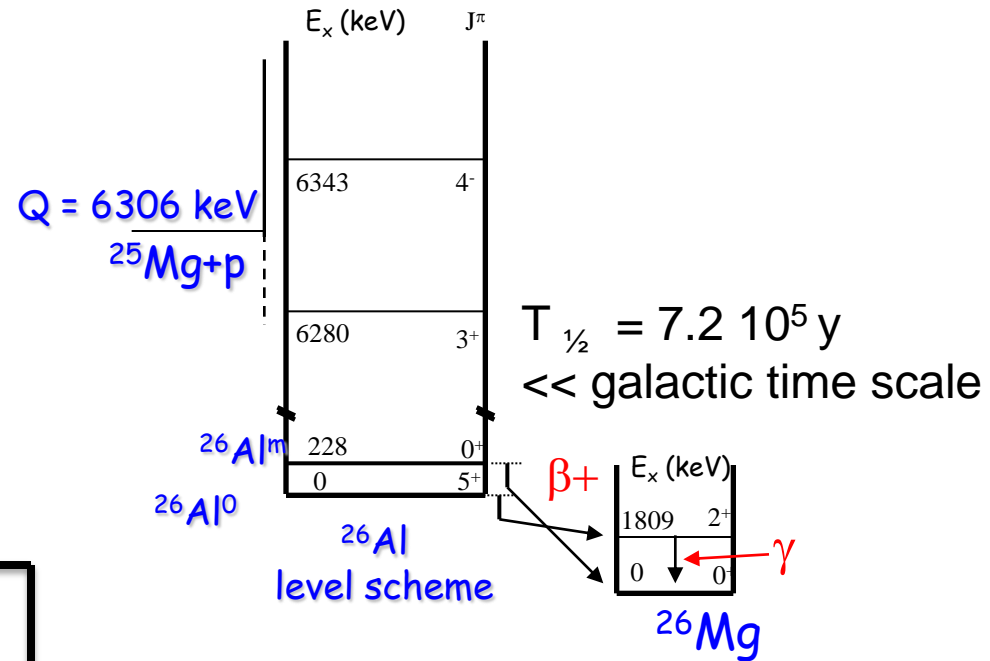 Eₓ (keV) Jπ
6343 4⁻
Q = 6306 keV
²⁵Mg+p
6280 3⁺
T ½ = 7.2 10⁵ y
<< galactic time scale
²⁶Alᵐ 228 0⁺
0 5⁺
²⁶Al⁰
β+
Eₓ (keV)
1809 2⁺
γ
0 0⁺
²⁶Al
level scheme
²⁶Mg